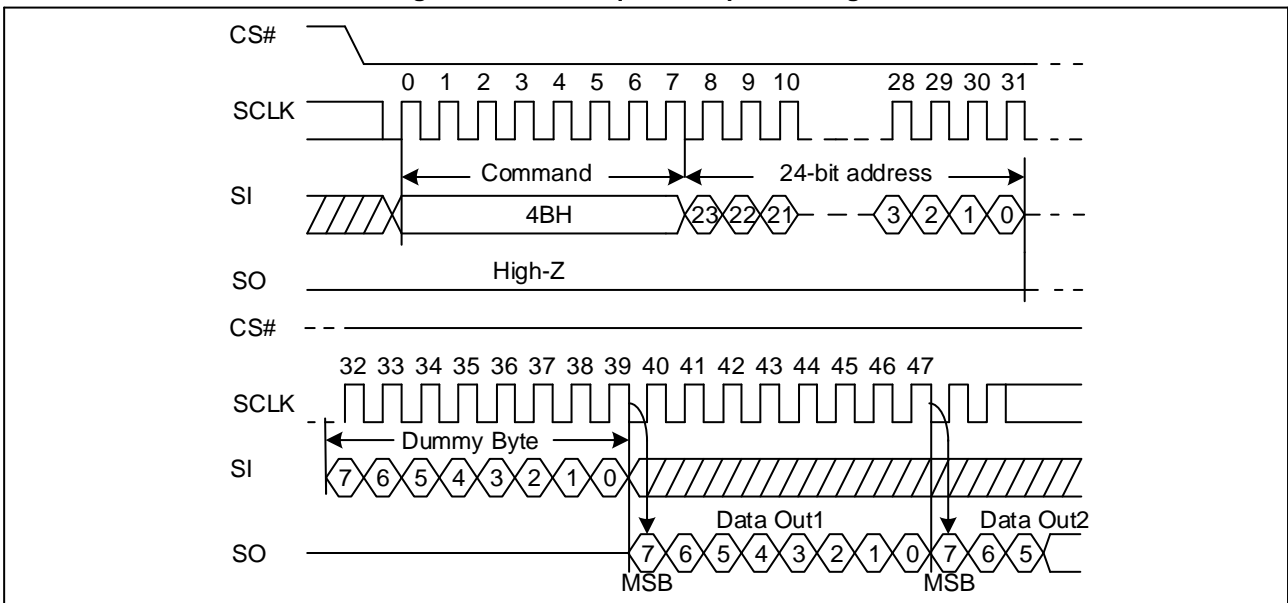 CS#
0 1 2 3 4 5 6 7 8 9 10 28 29 30 31
SCLK
Command 24-bit address
SI
4BH 23 22 21 3 2 1 0
High-Z
SO
CS#
32 33 34 35 36 37 38 39 40 41 42 43 44 45 46 47
SCLK
Dummy Byte
SI
7 6 5 4 3 2 1 0
Data Out1 Data Out2
SO
7 6 5 4 3 2 1 0 7 6 5
MSB MSB